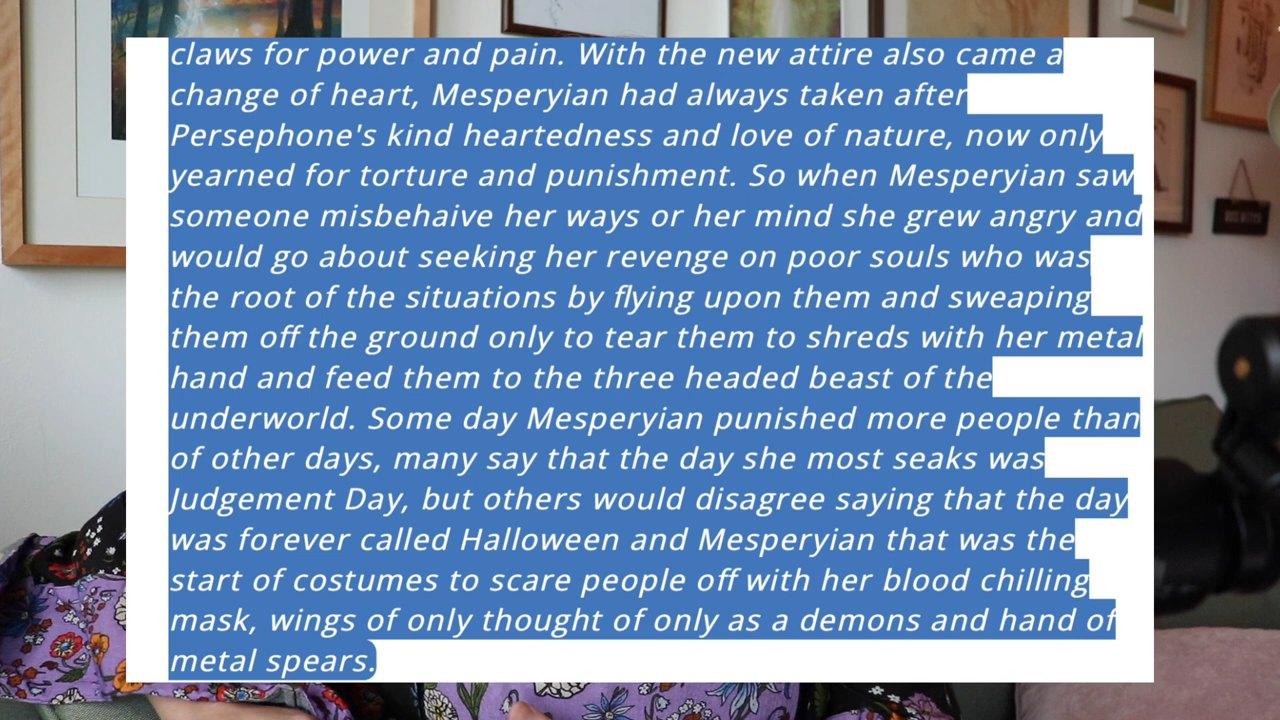 claws for power and pain. With the new attire also came a
change of heart, Mesperyian had always taken after
Persephone's kind heartedness and love of nature, now only
yearned for torture and punishment. So when Mesperyian saw
someone misbehaive her ways or her mind she grew angry and
would go about seeking her revenge on poor souls who was
the root of the situations by flying upon them and sweaping
them off the ground only to tear them to shreds with her metal
hand and feed them to the three headed beast of the
underworld. Some day Mesperyian punished more people than
of other days, many say that the day she most seaks was
Judgement Day, but others would disagree saying that the day
was forever called Halloween and Mesperyian that was the
start of costumes to scare people off with her blood chilling
mask, wings of only thought of only as a demons and hand of
metal spears.